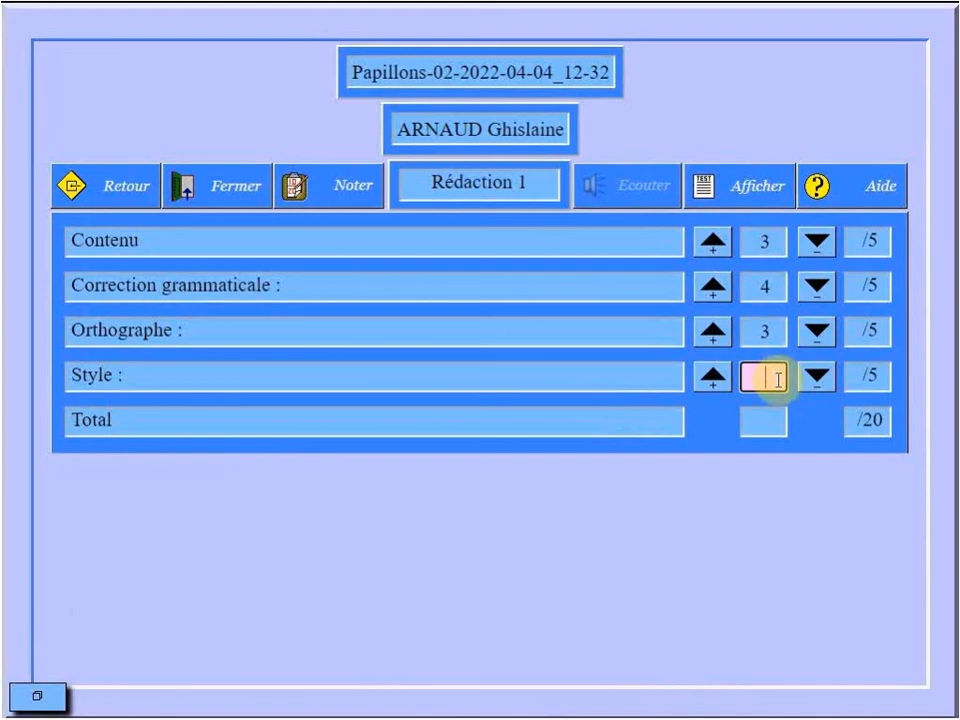 Papillons-02-2022-04-04_12-32
ARNAUD Ghislaine
Retour Fermer Noter Rédaction 1 Ecouter TEST Afficher ? Aide
Contenu + 3 - /5
Correction grammaticale : + 4 - /5
Orthographe : + 3 - /5
Style : + - /5
Total /20